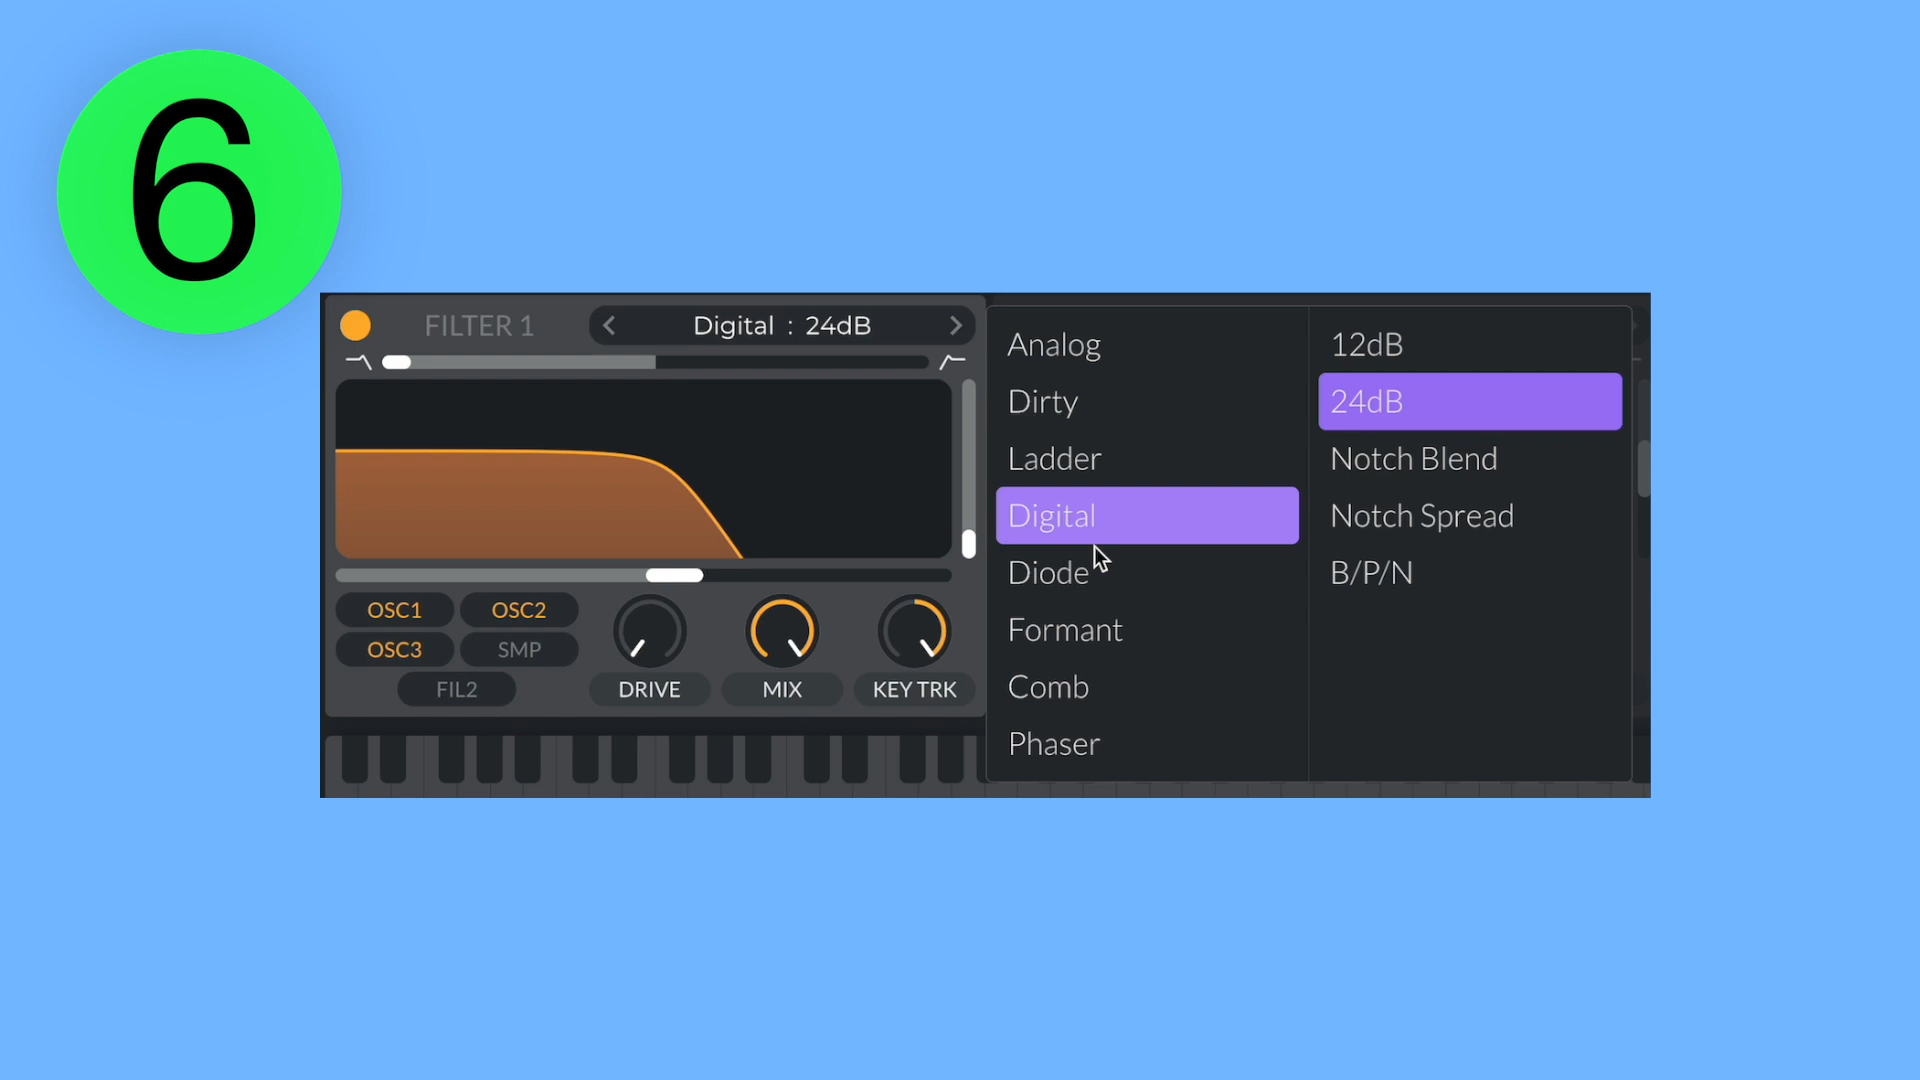 6
FILTER 1
Digital : 24dB
OSC1
OSC2
OSC3
SMP
FIL2
DRIVE
MIX
KEY TRK
Analog
Dirty
Ladder
Digital
Diode
Formant
Comb
Phaser
12dB
24dB
Notch Blend
Notch Spread
B/P/N